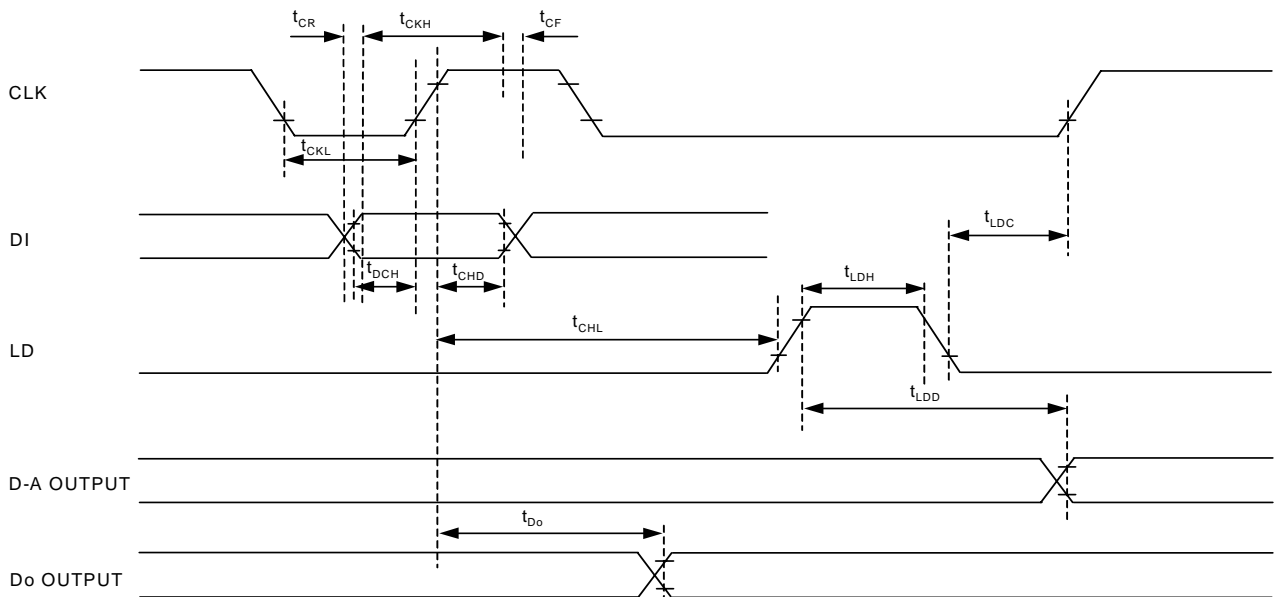 tCR
tCKH
tCF
CLK
tCKL
DI
tLDC
tDCH
tCHD
tLDH
tCHL
LD
tLDD
D-A OUTPUT
tDo
Do OUTPUT